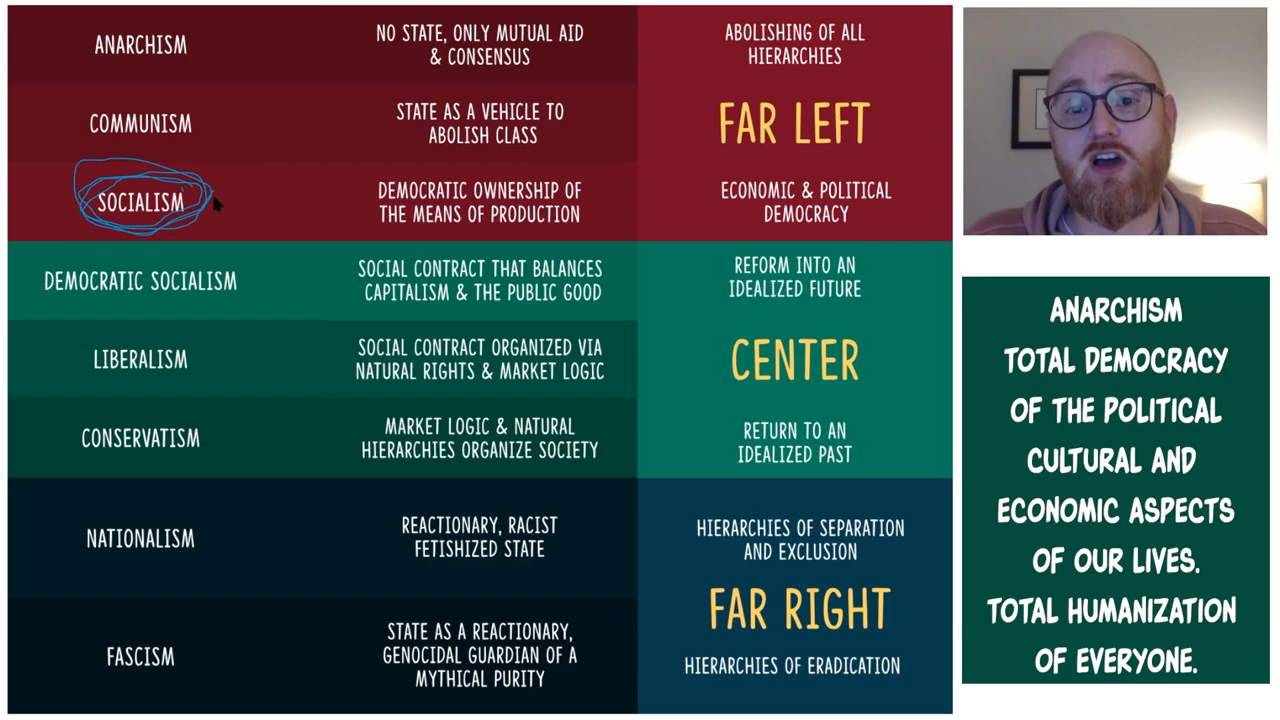 ANARCHISM
NO STATE, ONLY MUTUAL AID
& CONSENSUS
ABOLISHING OF ALL
HIERARCHIES
COMMUNISM
STATE AS A VEHICLE TO
ABOLISH CLASS
FAR LEFT
SOCIALISM
DEMOCRATIC OWNERSHIP OF
THE MEANS OF PRODUCTION
ECONOMIC & POLITICAL
DEMOCRACY
DEMOCRATIC SOCIALISM
SOCIAL CONTRACT THAT BALANCES
CAPITALISM & THE PUBLIC GOOD
REFORM INTO AN
IDEALIZED FUTURE
LIBERALISM
SOCIAL CONTRACT ORGANIZED VIA
NATURAL RIGHTS & MARKET LOGIC
CENTER
CONSERVATISM
MARKET LOGIC & NATURAL
HIERARCHIES ORGANIZE SOCIETY
RETURN TO AN
IDEALIZED PAST
NATIONALISM
REACTIONARY, RACIST
FETISHIZED STATE
HIERARCHIES OF SEPARATION
AND EXCLUSION
FAR RIGHT
FASCISM
STATE AS A REACTIONARY,
GENOCIDAL GUARDIAN OF A
MYTHICAL PURITY
HIERARCHIES OF ERADICATION
ANARCHISM
TOTAL DEMOCRACY
OF THE POLITICAL
CULTURAL AND
ECONOMIC ASPECTS
OF OUR LIVES.
TOTAL HUMANIZATION
OF EVERYONE.